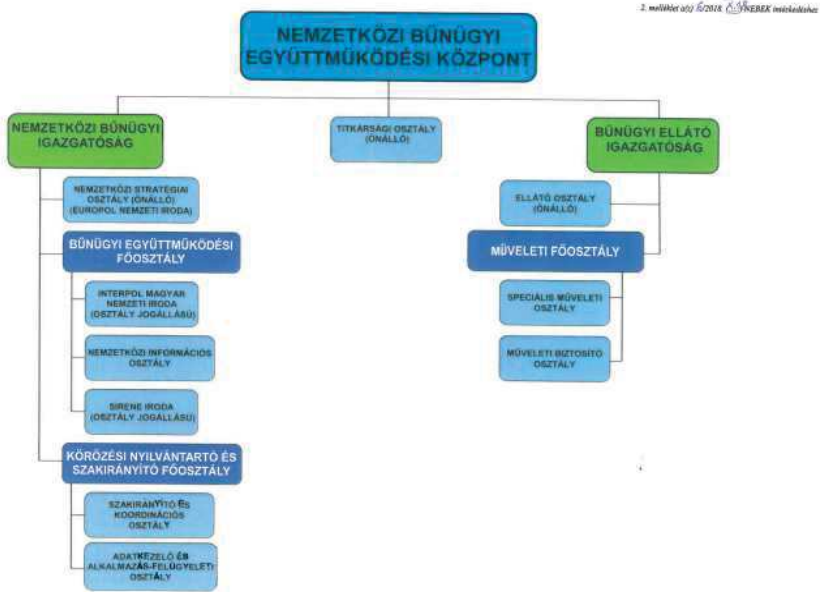 2. melléklet a(z) 6/2018. NEBEK intézkedéshez
NEMZETKÖZI BŰNÜGYI
EGYÜTTMŰKÖDÉSI KÖZPONT
NEMZETKÖZI BŰNÜGYI
IGAZGATÓSÁG
TITKÁRSÁGI OSZTÁLY
(ÖNÁLLÓ)
BŰNÜGYI ELLÁTÓ
IGAZGATÓSÁG
NEMZETKÖZI STRATÉGIAI
OSZTÁLY (ÖNÁLLÓ)
(EUROPOL NEMZETI IRODA)
ELLÁTÓ OSZTÁLY
(ÖNÁLLÓ)
BŰNÜGYI EGYÜTTMŰKÖDÉSI
FŐOSZTÁLY
MŰVELETI FŐOSZTÁLY
INTERPOL MAGYAR
NEMZETI IRODA
(OSZTÁLY JOGÁLLÁSÚ)
SPECIÁLIS MŰVELETI
OSZTÁLY
NEMZETKÖZI INFORMÁCIÓS
OSZTÁLY
MŰVELETI BIZTOSÍTÓ
OSZTÁLY
SIRENE IRODA
(OSZTÁLY JOGÁLLÁSÚ)
KÖRÖZÉSI NYILVÁNTARTÓ ÉS
SZAKIRÁNYÍTÓ FŐOSZTÁLY
SZAKIRÁNYÍTÓ ÉS
KOORDINÁCIÓS
OSZTÁLY
ADATKEZELŐ ÉS
ALKALMAZÁS-FELÜGYELETI
OSZTÁLY